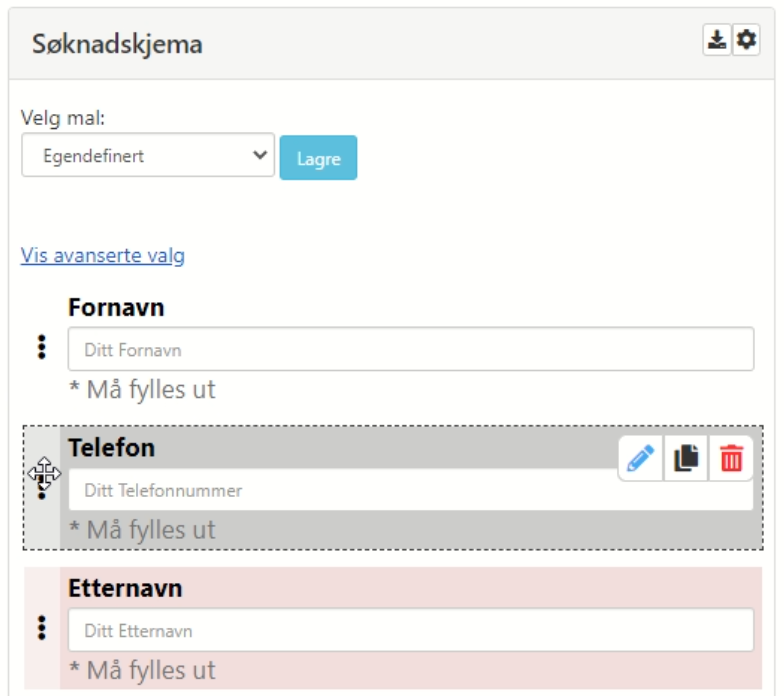 Søknadskjema
Velg mal:
Egendefinert
Lagre
Vis avanserte valg
Fornavn
Ditt Fornavn
* Må fylles ut
Telefon
Ditt Telefonnummer
* Må fylles ut
Etternavn
Ditt Etternavn
* Må fylles ut